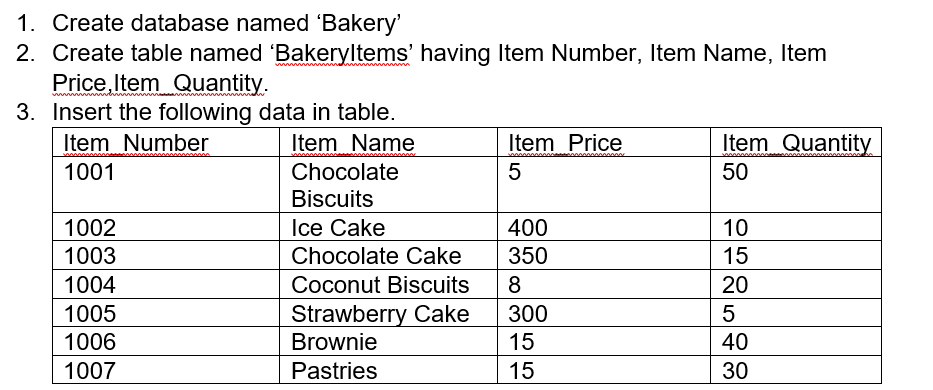 1. Create database named ‘Bakery’
2. Create table named ‘BakeryItems’ having Item Number, Item Name, Item
Price,Item_Quantity.
3. Insert the following data in table.
Item_Number Item_Name Item_Price Item_Quantity
1001 Chocolate 5 50
Biscuits
1002 Ice Cake 400 10
1003 Chocolate Cake 350 15
1004 Coconut Biscuits 8 20
1005 Strawberry Cake 300 5
1006 Brownie 15 40
1007 Pastries 15 30